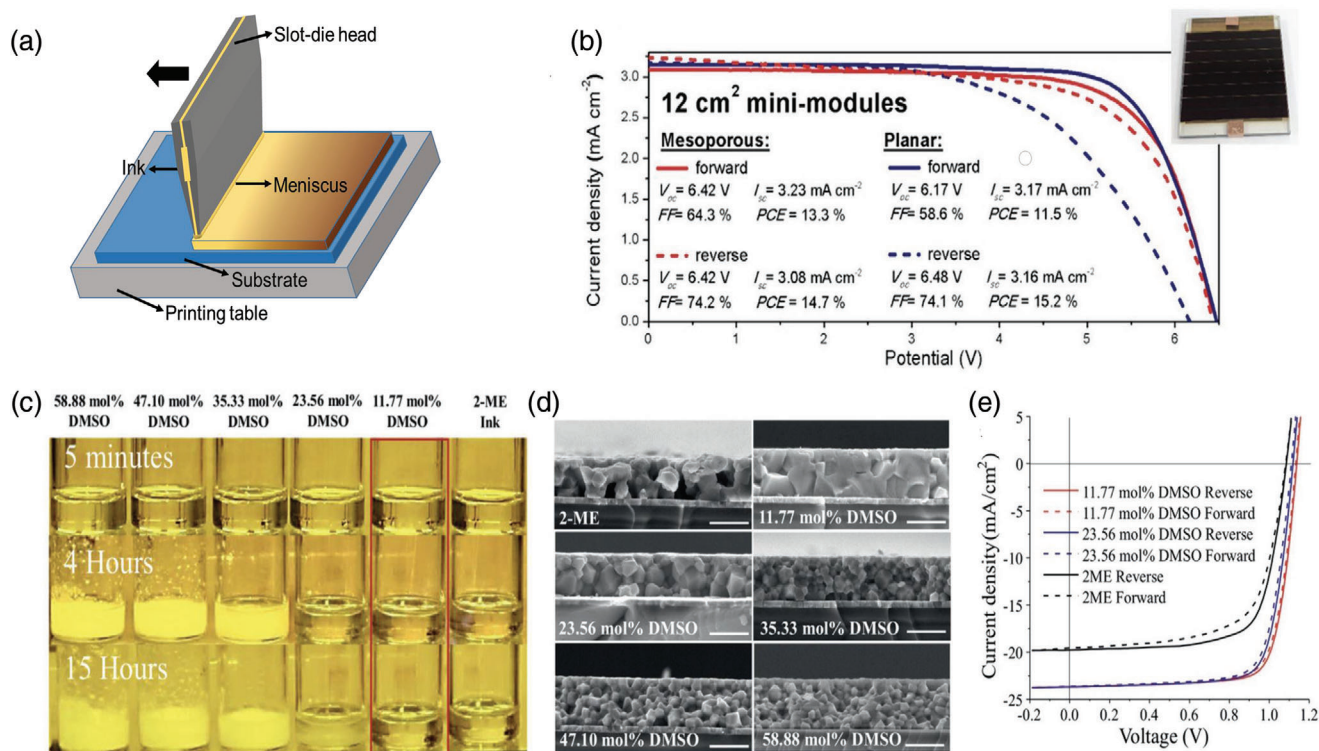 (a)
Slot-die head
Ink
Meniscus
Substrate
Printing table
(b)
Current density (mA cm-2)
3.0
2.5
2.0
1.5
1.0
0.5
0.0
0 1 2 3 4 5 6
Potential (V)
12 cm2 mini-modules
Mesoporous: Planar:
forward forward
Voc= 6.42 V Isc= 3.23 mA cm-2 Voc= 6.17 V Isc= 3.17 mA cm-2
FF= 64.3 % PCE = 13.3 % FF= 58.6 % PCE = 11.5 %
reverse reverse
Voc= 6.42 V Isc= 3.08 mA cm-2 Voc= 6.48 V Isc= 3.16 mA cm-2
FF= 74.2 % PCE = 14.7 % FF= 74.1 % PCE = 15.2 %
(c)
58.88 mol% 47.10 mol% 35.33 mol% 23.56 mol% 11.77 mol% 2-ME
DMSO DMSO DMSO DMSO DMSO Ink
5 minutes
4 Hours
15 Hours
(d)
2-ME 11.77 mol% DMSO
23.56 mol% DMSO 35.33 mol% DMSO
47.10 mol% DMSO 58.88 mol% DMSO
(e)
Current density (mA/cm2)
5
0
-5
-10
-15
-20
-25
-0.2 0.0 0.2 0.4 0.6 0.8 1.0 1.2
Voltage (V)
11.77 mol% DMSO Reverse
11.77 mol% DMSO Forward
23.56 mol% DMSO Reverse
23.56 mol% DMSO Forward
2ME Reverse
2ME Forward